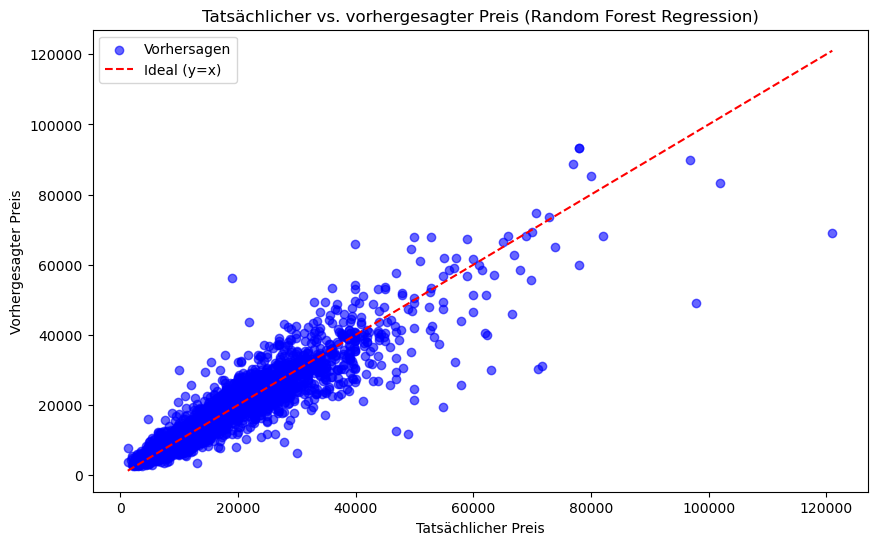 Tatsächlicher vs. vorhergesagter Preis (Random Forest Regression)
Vorhersagen
Ideal (y=x)
Vorhergesagter Preis
120000
100000
80000
60000
40000
20000
0
0 20000 40000 60000 80000 100000 120000
Tatsächlicher Preis